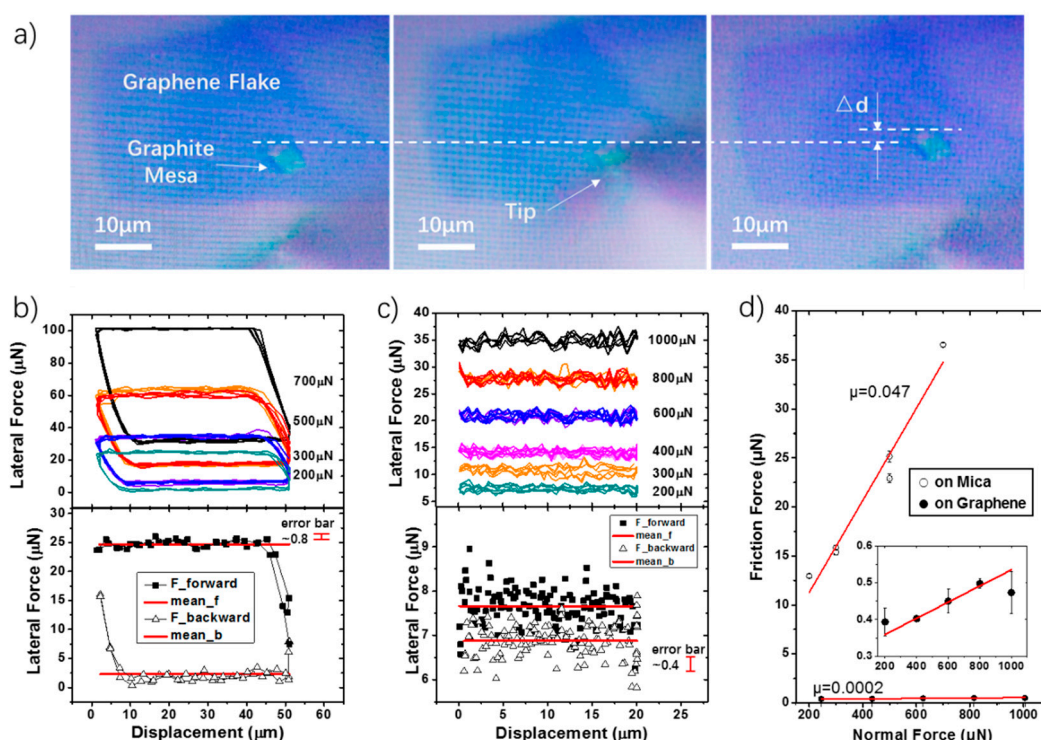 a)
Graphene Flake
Graphite
Mesa
Tip
△d
10μm
10μm
10μm
b)
Lateral Force (μN)
100
80
60
40
20
0
700μN
500μN
300μN
200μN
Lateral Force (μN)
30
25
20
15
10
5
0
error bar
~0.8
F_forward
mean_f
F_backward
mean_b
0 10 20 30 40 50 60
Displacement (μm)
c)
Lateral Force (μN)
40
35
30
25
20
15
10
5
1000μN
800μN
600μN
400μN
300μN
200μN
Lateral Force (μN)
9
8
7
6
F_forward
mean_f
F_backward
mean_b
error bar
~0.4
0 5 10 15 20 25
Displacement (μm)
d)
Friction Force (μN)
40
35
30
25
20
15
10
5
0
μ=0.047
on Mica
on Graphene
0.6
0.5
0.4
0.3
200 400 600 800 1000
μ=0.0002
200 400 600 800 1000
Normal Force (μN)